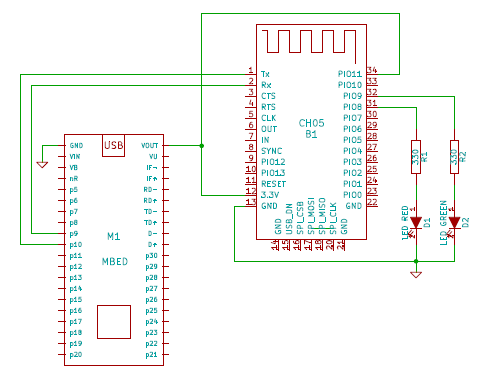 1 Tx
2 Rx
3 CTS
4 RTS
5 CLK
6 OUT
7 IN
8 SYNC
9 PIO12
10 PIO13
11 RESET
12 3.3V
13 GND
CH05
B1
PIO11 34
PIO10 33
PIO9 32
PIO8 31
PIO7 30
PIO6 29
PIO5 28
PIO4 27
PIO3 26
PIO2 25
PIO1 24
PIO0 23
GND 22
14 GND
15 USB_DN
16 SPI_CSB
17 SPI_MOSI
18 SPI_MISO
20 SPI_CLK
GND
330
R1
330
R2
LED RED
D1
LED GREEN
D2
USB
M1
MBED
GND
VIN
VB
nR
p5
p6
p7
p8
p9
p10
p11
p12
p13
p14
p15
p16
p17
p18
p19
p20
VOUT
VU
IF-
IF+
RD-
RD+
TD-
TD+
D-
D+
p30
p29
p28
p27
p26
p25
p24
p23
p22
p21